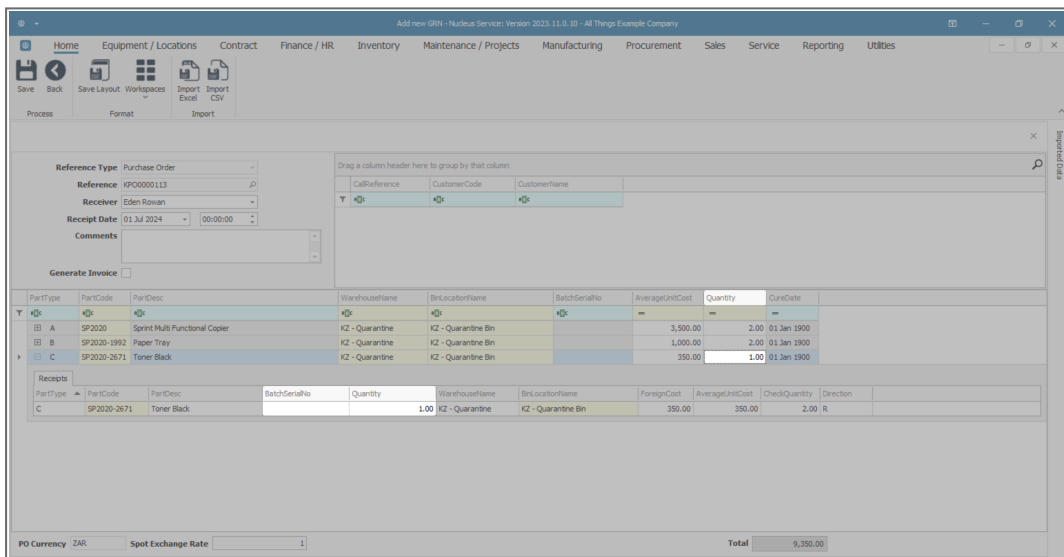 Add new GRN - Nucleus Service: Version 2023.11.0.10 - All Things Example Company
Home Equipment / Locations Contract Finance / HR Inventory Maintenance / Projects Manufacturing Procurement Sales Service Reporting Utilities
Save Back Save Layout Workspaces Import Excel Import CSV
Process Format Import
Imported Data
Reference Type Purchase Order
Reference KPO0000113
Receiver Eden Rowan
Receipt Date 01 Jul 2024 00:00:00
Comments
Generate Invoice
Drag a column header here to group by that column
CallReference CustomerCode CustomerName
PartType PartCode PartDesc WarehouseName BinLocationName BatchSerialNo AverageUnitCost Quantity CureDate
A SP2020 Sprint Multi Functional Copier KZ - Quarantine KZ - Quarantine Bin 3,500.00 2.00 01 Jan 1900
B SP2020-1992 Paper Tray KZ - Quarantine KZ - Quarantine Bin 1,000.00 2.00 01 Jan 1900
C SP2020-2671 Toner Black KZ - Quarantine KZ - Quarantine Bin 350.00 1.00 01 Jan 1900
Receipts
PartType PartCode PartDesc BatchSerialNo Quantity WarehouseName BinLocationName ForeignCost AverageUnitCost CheckQuantity Direction
C SP2020-2671 Toner Black 1.00 KZ - Quarantine KZ - Quarantine Bin 350.00 350.00 2.00 R
PO Currency ZAR Spot Exchange Rate 1 Total 9,350.00